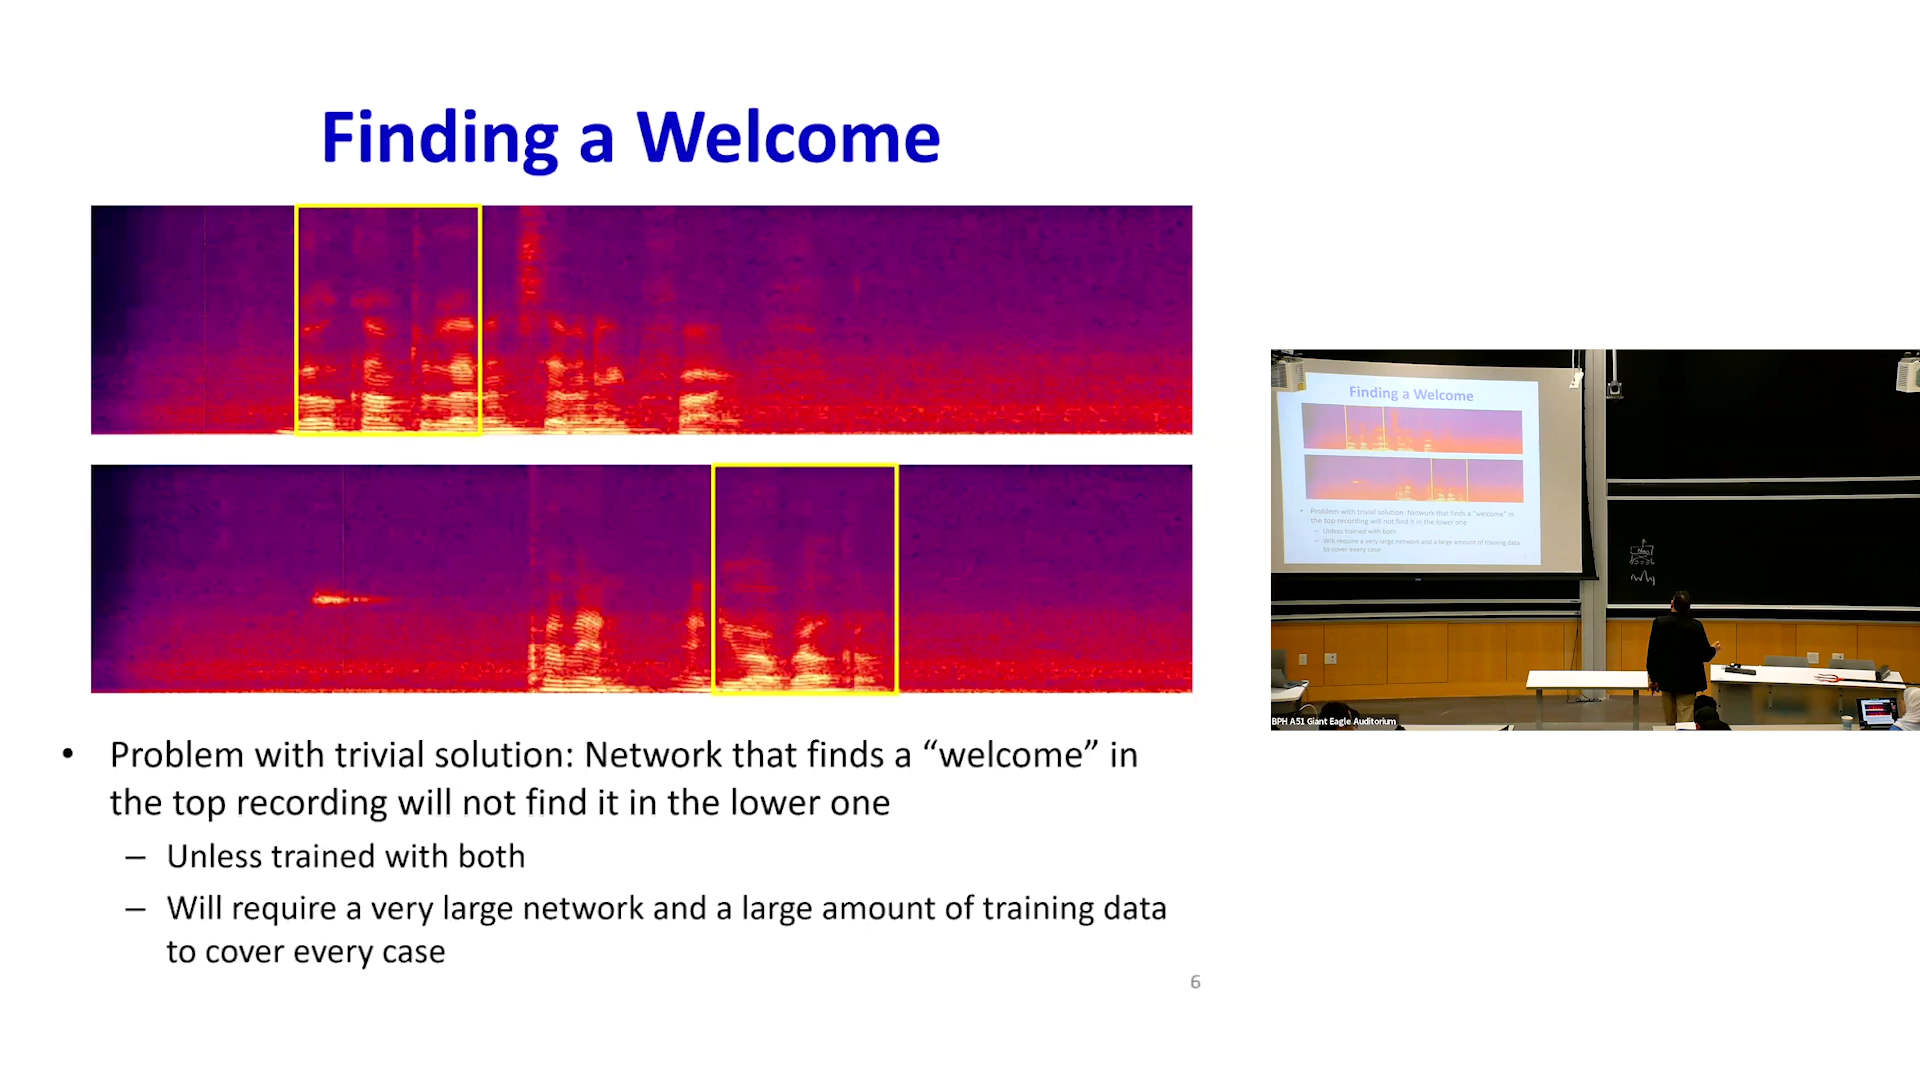 Finding a Welcome
• Problem with trivial solution: Network that finds a “welcome” in
the top recording will not find it in the lower one
– Unless trained with both
– Will require a very large network and a large amount of training data
to cover every case
6
Finding a Welcome
• Problem with trivial solution: Network that finds a “welcome” in
the top recording will not find it in the lower one
– Unless trained with both
– Will require a very large network and a large amount of training data
to cover every case
BPH A51 Giant Eagle Auditorium